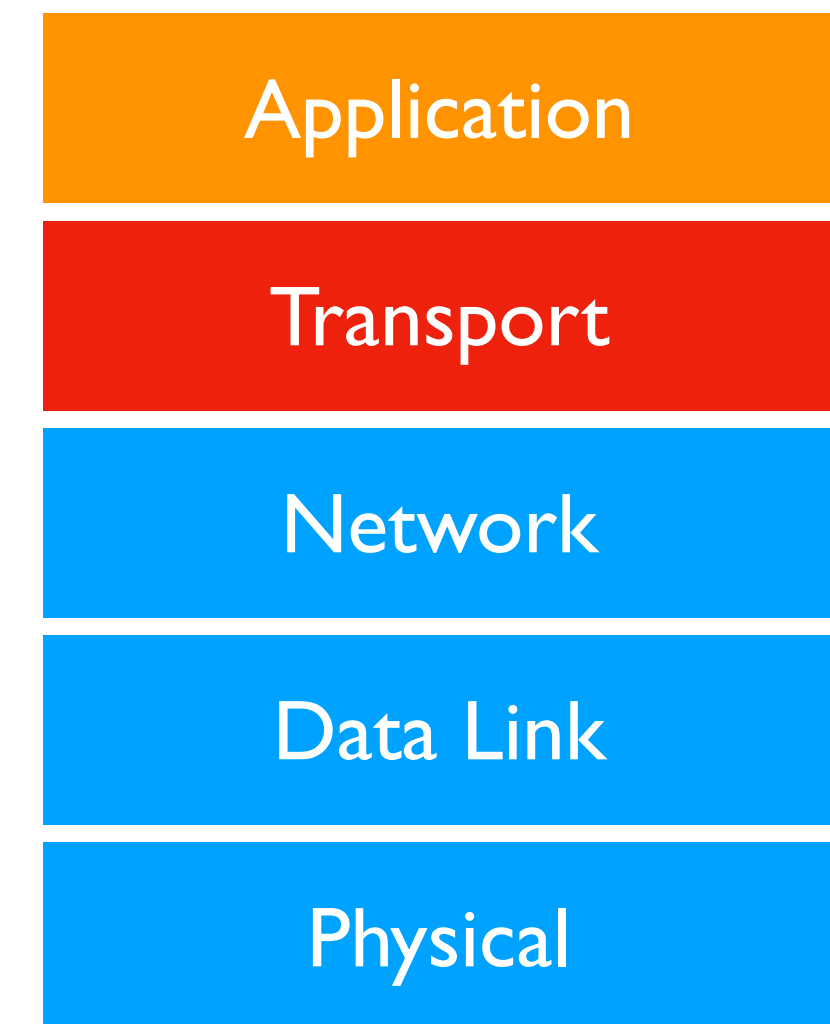 Application
Transport
Network
Data Link
Physical